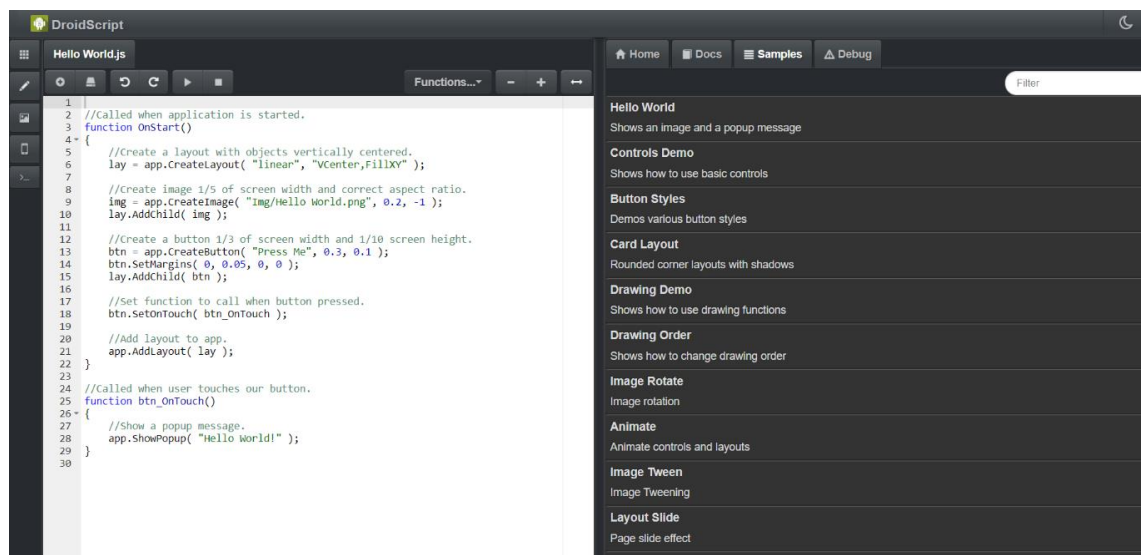 DroidScript
Hello World.js
Functions...
1
2 //Called when application is started.
3 function OnStart()
4 {
5     //Create a layout with objects vertically centered.
6     lay = app.CreateLayout( "linear", "VCenter,FillXY" );
7
8     //Create image 1/5 of screen width and correct aspect ratio.
9     img = app.CreateImage( "Img/Hello World.png", 0.2, -1 );
10     lay.AddChild( img );
11
12     //Create a button 1/3 of screen width and 1/10 screen height.
13     btn = app.CreateButton( "Press Me", 0.3, 0.1 );
14     btn.SetMargins( 0, 0.05, 0, 0 );
15     lay.AddChild( btn );
16
17     //Set function to call when button pressed.
18     btn.SetOnTouch( btn_OnTouch );
19
20     //Add layout to app.
21     app.AddLayout( lay );
22 }
23
24 //Called when user touches our button.
25 function btn_OnTouch()
26 {
27     //Show a popup message.
28     app.ShowPopup( "Hello World!" );
29 }
30
Home Docs Samples Debug
Filter
Hello World
Shows an image and a popup message
Controls Demo
Shows how to use basic controls
Button Styles
Demos various button styles
Card Layout
Rounded corner layouts with shadows
Drawing Demo
Shows how to use drawing functions
Drawing Order
Shows how to change drawing order
Image Rotate
Image rotation
Animate
Animate controls and layouts
Image Tween
Image Tweening
Layout Slide
Page slide effect